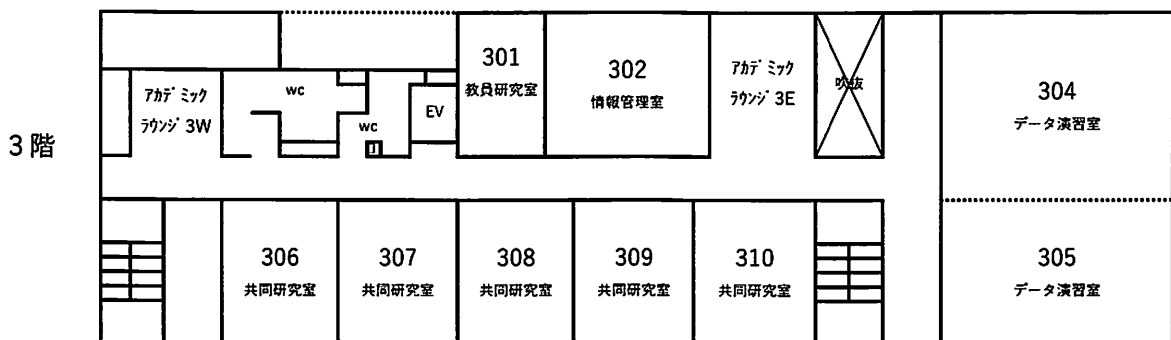 3階
アカデミック
ラウンジ 3W
wc
wc
J
EV
301
教員研究室
302
情報管理室
アカデミック
ラウンジ 3E
吹抜
304
データ演習室
306
共同研究室
307
共同研究室
308
共同研究室
309
共同研究室
310
共同研究室
305
データ演習室